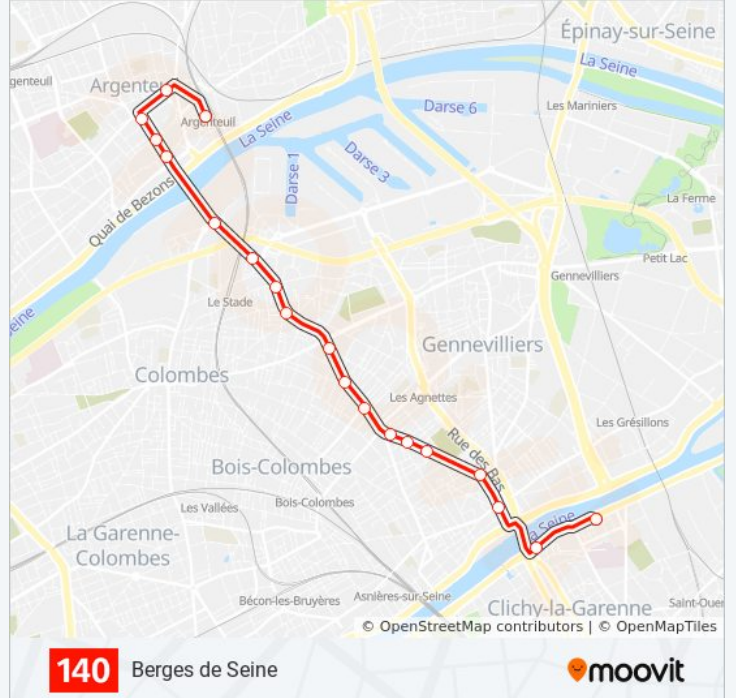 Épinay-sur-Seine
La Seine
genteuil
Argenteu
Darse 6
Les Mariniers
Argenteuil
La Seine
Darse 3
Darse 1
Quai de Bezons
La Ferme
Petit Lac
Gennevilliers
Le Stade
eine
Gennevilliers
Colombes
Les Agnettes
Les Grésillons
Rue des Bas
Bois-Colombes
Bois-Colombes
Les Vallées
La Seine
La Garenne-
Colombes
Bécon-les-Bruyères
Asnières-sur-Seine
Clichy-la-Garenne
Saint-Ouen
© OpenStreetMap contributors | © OpenMapTiles
140 Berges de Seine
moovit